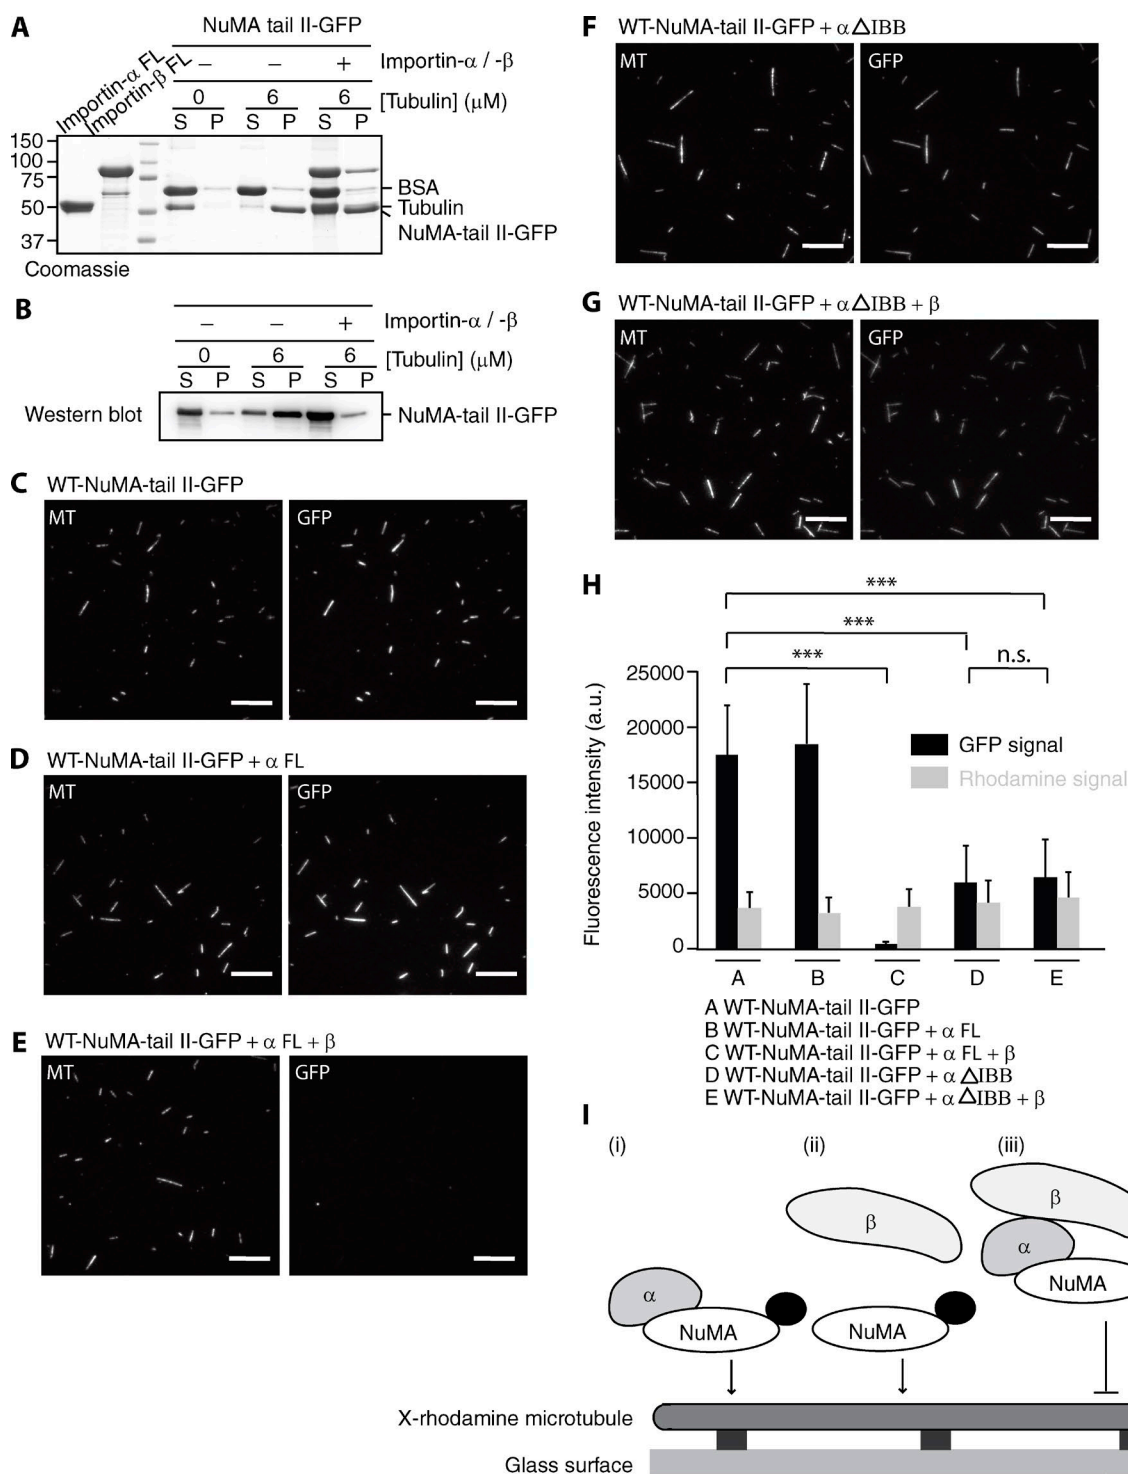 A
NuMA tail II-GFP
Importin-α FL
Importin-β FL
– – + Importin-α / -β
0 6 6 [Tubulin] (μM)
S P S P S P
150
100
75
50
37
BSA
Tubulin
NuMA-tail II-GFP
Coomassie
B
– – + Importin-α / -β
0 6 6 [Tubulin] (μM)
S P S P S P
Western blot
NuMA-tail II-GFP
C WT-NuMA-tail II-GFP
MT GFP
D WT-NuMA-tail II-GFP + α FL
MT GFP
E WT-NuMA-tail II-GFP + α FL + β
MT GFP
F WT-NuMA-tail II-GFP + α △IBB
MT GFP
G WT-NuMA-tail II-GFP + α △IBB + β
MT GFP
H
***
***
***
n.s.
Fluorescence intensity (a.u.)
25000
20000
15000
10000
5000
0
GFP signal
Rhodamine signal
A B C D E
A WT-NuMA-tail II-GFP
B WT-NuMA-tail II-GFP + α FL
C WT-NuMA-tail II-GFP + α FL + β
D WT-NuMA-tail II-GFP + α △IBB
E WT-NuMA-tail II-GFP + α △IBB + β
I
(i) (ii) (iii)
β
β
α
α
NuMA
NuMA
NuMA
X-rhodamine microtubule
Glass surface